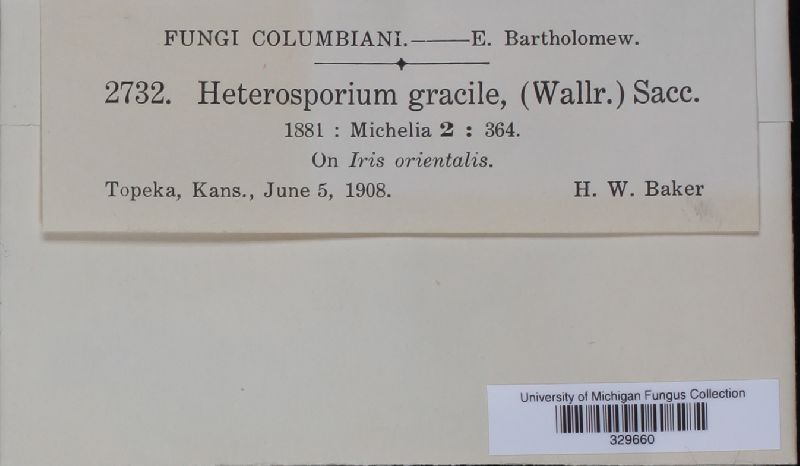 FUNGI COLUMBIANI.——E. Bartholomew.
2732. Heterosporium gracile, (Wallr.) Sacc.
1881 : Michelia 2 : 364.
On Iris orientalis.
Topeka, Kans., June 5, 1908. H. W. Baker
University of Michigan Fungus Collection
329660